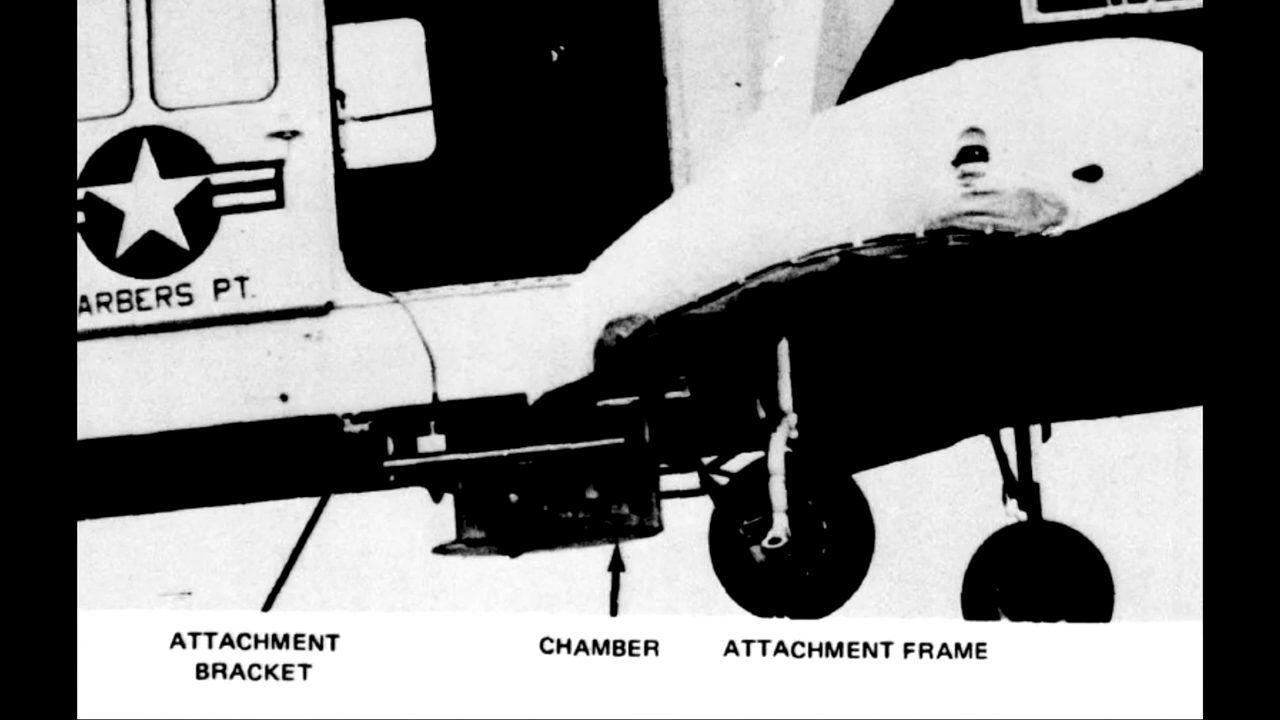 ARBERS PT.
ATTACHMENT
BRACKET
CHAMBER
ATTACHMENT FRAME